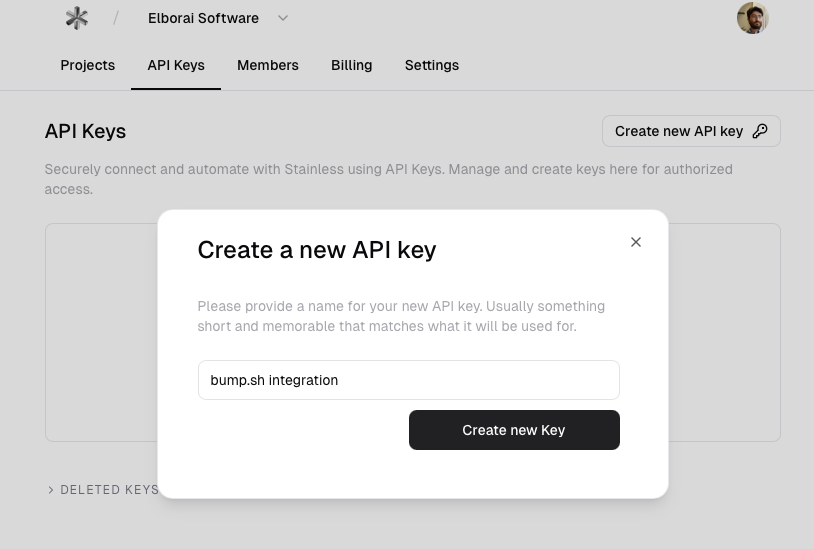 / Elborai Software
Projects API Keys Members Billing Settings
API Keys
Create new API key
Securely connect and automate with Stainless using API Keys. Manage and create keys here for authorized
access.
Create a new API key
Please provide a name for your new API key. Usually something
short and memorable that matches what it will be used for.
bump.sh integration
Create new Key
DELETED KEYS